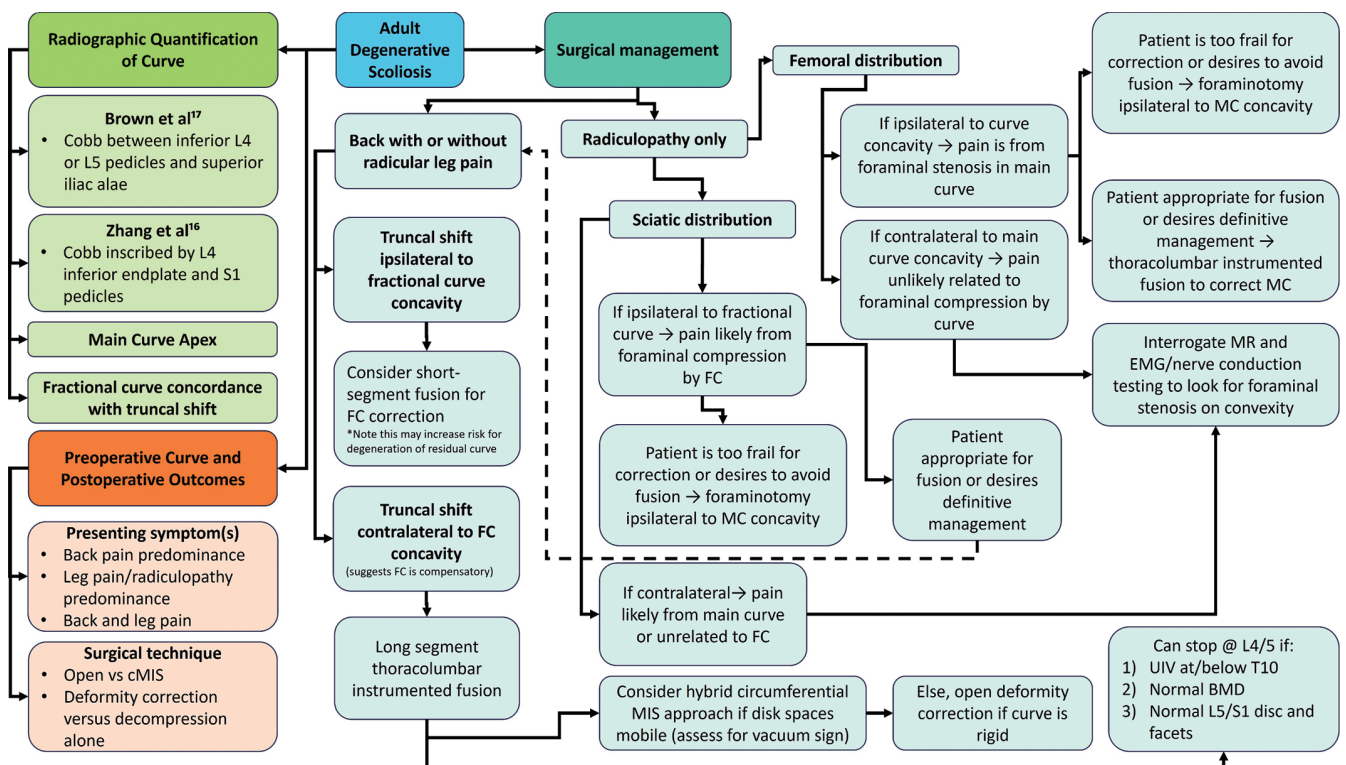 Radiographic Quantification
of Curve
Brown et al¹⁷
• Cobb between inferior L4
or L5 pedicles and superior
iliac alae
Zhang et al¹⁶
• Cobb inscribed by L4
inferior endplate and S1
pedicles
Main Curve Apex
Fractional curve concordance
with truncal shift
Preoperative Curve and
Postoperative Outcomes
Presenting symptom(s)
• Back pain predominance
• Leg pain/radiculopathy
predominance
• Back and leg pain
Surgical technique
• Open vs cMIS
• Deformity correction
versus decompression
alone
Adult
Degenerative
Scoliosis
Surgical management
Back with or without
radicular leg pain
Truncal shift
ipsilateral to
fractional curve
concavity
Consider short-
segment fusion for
FC correction
*Note this may increase risk for
degeneration of residual curve
Truncal shift
contralateral to FC
concavity
(suggests FC is compensatory)
Long segment
thoracolumbar
instrumented fusion
Radiculopathy only
Sciatic distribution
If ipsilateral to fractional
curve → pain likely from
foraminal compression
by FC
Patient is too frail for
correction or desires to avoid
fusion → foraminotomy
ipsilateral to MC concavity
Patient
appropriate for
fusion or desires
definitive
management
If contralateral→ pain
likely from main curve
or unrelated to FC
Consider hybrid circumferential
MIS approach if disk spaces
mobile (assess for vacuum sign)
Else, open deformity
correction if curve is
rigid
Femoral distribution
If ipsilateral to curve
concavity → pain is from
foraminal stenosis in main
curve
If contralateral to main
curve concavity → pain
unlikely related to
foraminal compression by
curve
Patient is too frail for
correction or desires to avoid
fusion → foraminotomy
ipsilateral to MC concavity
Patient appropriate for fusion
or desires definitive
management →
thoracolumbar instrumented
fusion to correct MC
Interrogate MR and
EMG/nerve conduction
testing to look for foraminal
stenosis on convexity
Can stop @ L4/5 if:
1) UIV at/below T10
2) Normal BMD
3) Normal L5/S1 disc and
facets